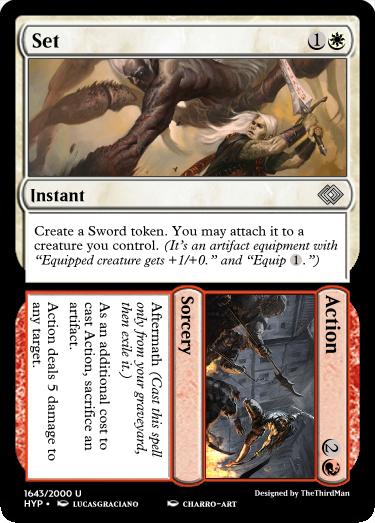 Set 1
Instant
Create a Sword token. You may attach it to a
creature you control. (It's an artifact equipment with
“Equipped creature gets +1/+0.” and “Equip 1.”)
Action 2
Sorcery
Aftermath (Cast this spell
only from your graveyard,
then exile it.)
As an additional cost to
cast Action, sacrifice an
artifact.
Action deals 5 damage to
any target.
1643/2000 U
HYP • LUCASGRACIANO CHARRO-ART
Designed by TheThirdMan